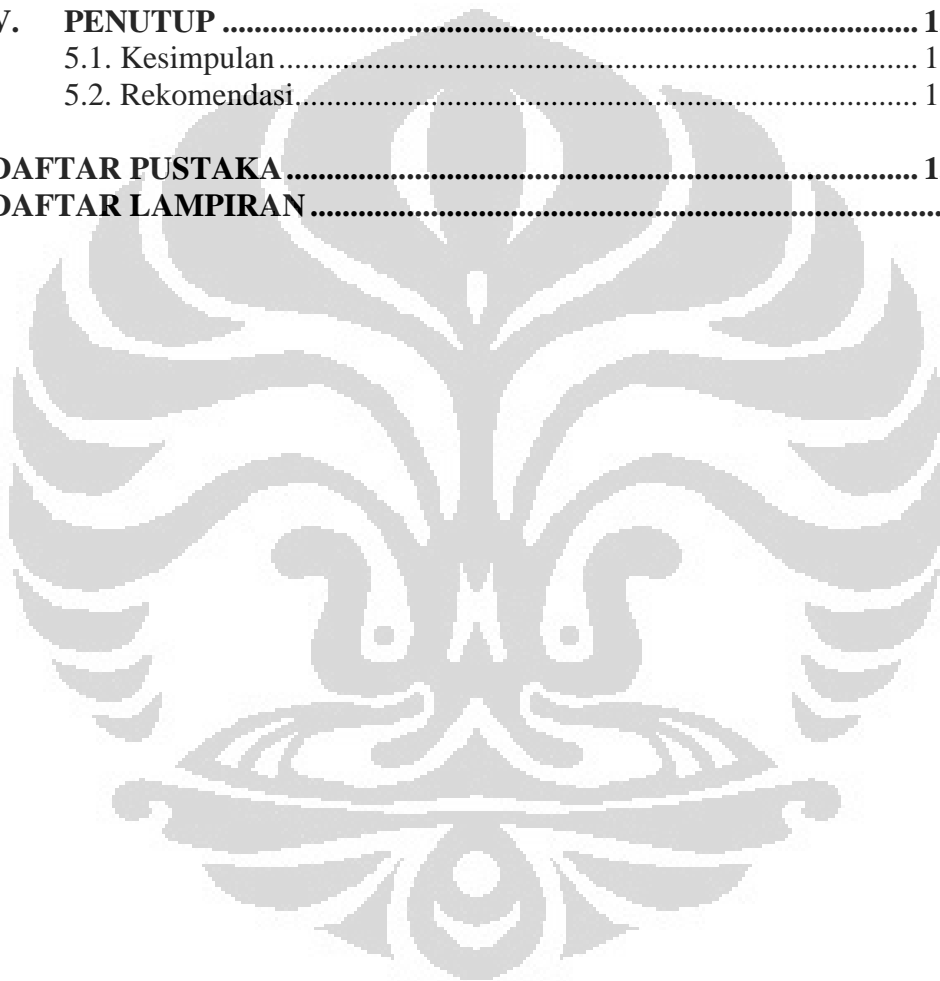 V. PENUTUP ........................................................................................ 1
5.1. Kesimpulan ................................................................................. 1
5.2. Rekomendasi............................................................................... 1
DAFTAR PUSTAKA ............................................................................... 1
DAFTAR LAMPIRAN ...............................................................................